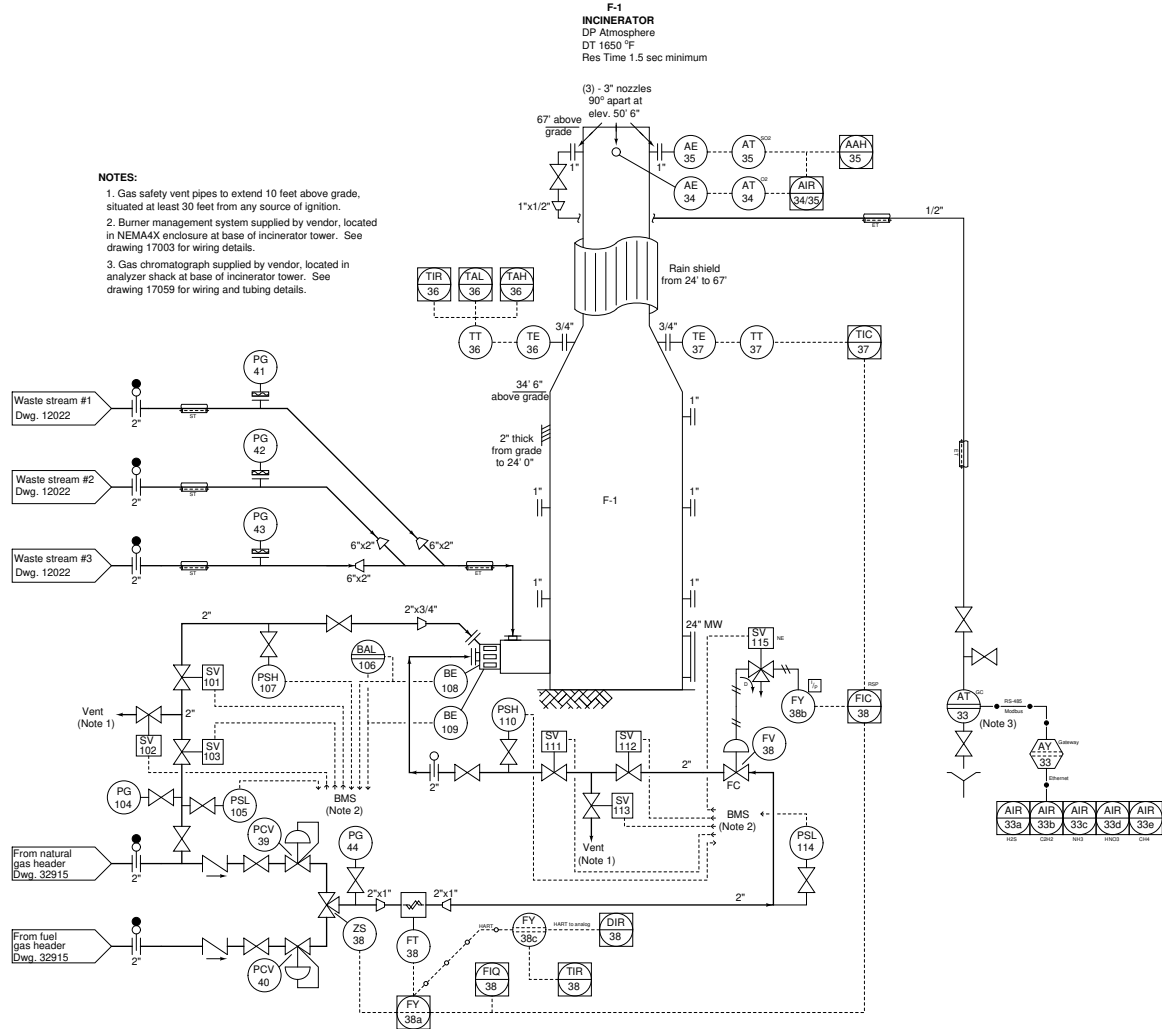 F-1
INCINERATOR
DP Atmosphere
DT 1650 °F
Res Time 1.5 sec minimum
(3) - 3" nozzles
90° apart at
elev. 50' 6"
67' above
grade
1"
1"
1"x1/2"
AE
35
AT
35
SO2
AAH
35
AE
34
AT
34
O2
AIR
34/35
1/2"
ET
NOTES:
1. Gas safety vent pipes to extend 10 feet above grade,
situated at least 30 feet from any source of ignition.
2. Burner management system supplied by vendor, located
in NEMA4X enclosure at base of incinerator tower. See
drawing 17003 for wiring details.
3. Gas chromatograph supplied by vendor, located in
analyzer shack at base of incinerator tower. See
drawing 17059 for wiring and tubing details.
Rain shield
from 24' to 67'
TIR
36
TAL
36
TAH
36
TT
36
TE
36
3/4"
3/4"
TE
37
TT
37
TIC
37
PG
41
34' 6"
above grade
Waste stream #1
Dwg. 12022
2"
ST
1"
2" thick
from grade
to 24' 0"
PG
42
ET
Waste stream #2
Dwg. 12022
2"
ST
1"
F-1
1"
PG
43
6"x2"
6"x2"
Waste stream #3
Dwg. 12022
2"
ST
6"x2"
ET
1"
1"
2"
2"x3/4"
24" MW
SV
115
NE
BAL
106
SV
101
PSH
107
BE
108
D
I/P
FY
38b
FIC
38
RSP
AT
33
GC
RS-485
Modbus
(Note 3)
Vent
(Note 1)
2"
SV
102
SV
103
BE
109
PSH
110
SV
111
SV
112
FV
38
AY
33
Gateway
2"
2"
FC
Ethernet
PG
104
PSL
105
BMS
(Note 2)
SV
113
BMS
(Note 2)
PSL
114
AIR
33a
AIR
33b
AIR
33c
AIR
33d
AIR
33e
H2S
C2H2
NH3
HNO3
CH4
PCV
39
PG
44
Vent
(Note 1)
From natural
gas header
Dwg. 32915
2"
2"x1"
2"x1"
2"
From fuel
gas header
Dwg. 32915
2"
ZS
38
FT
38
HART
FY
38c
HART to analog
DIR
38
PCV
40
FIQ
38
TIR
38
FY
38a